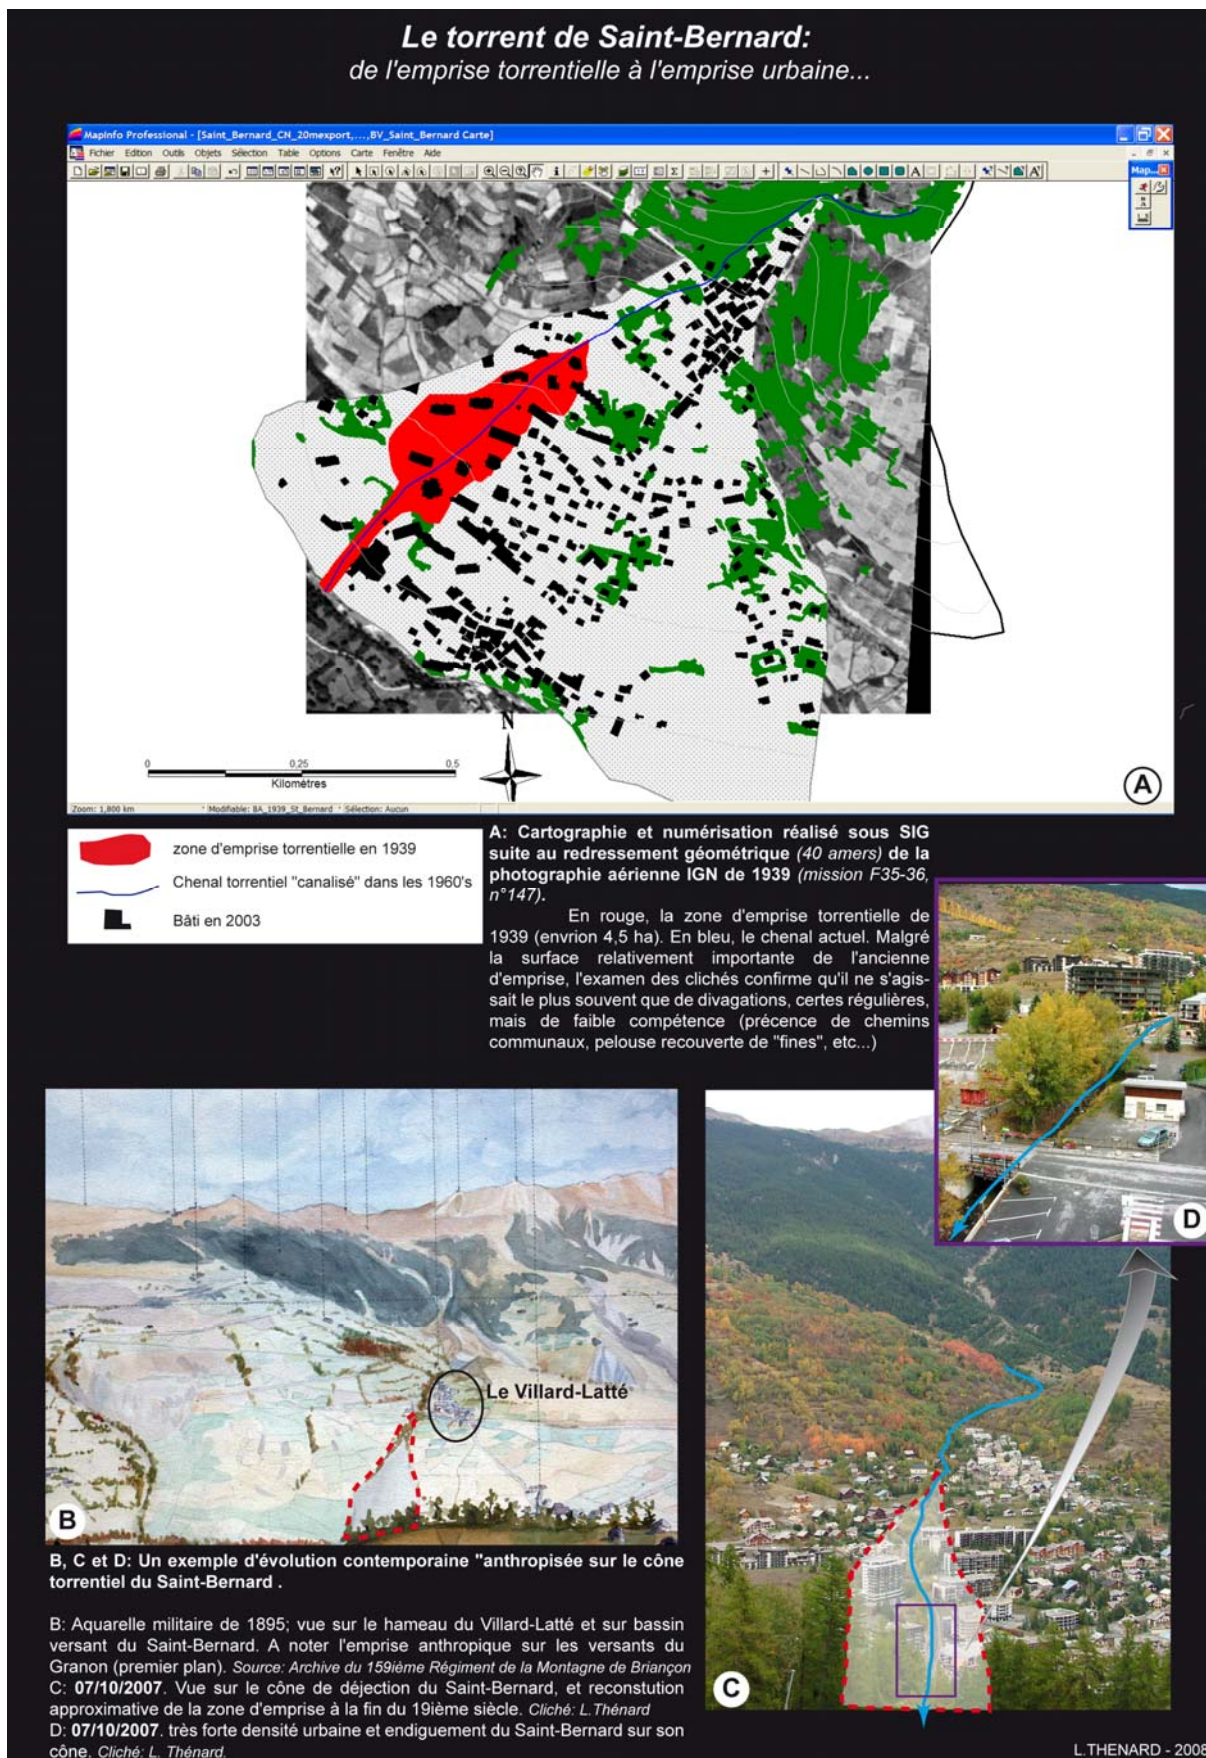 Le torrent de Saint-Bernard:
de l'emprise torrentielle à l'emprise urbaine...
MapInfo Professional - [Saint_Bernard_CN_20mexport,...,BV_Saint_Bernard Carte]
Fichier Edition Outils Objets Sélection Table Options Carte Fenêtre Aide
Map...
N
0 0,25 0,5
Kilomètres
A
Zoom: 1,800 km Modifiable: BA_1939_St_Bernard Sélection: Aucun
zone d'emprise torrentielle en 1939
Chenal torrentiel "canalisé" dans les 1960's
Bâti en 2003
A: Cartographie et numérisation réalisé sous SIG
suite au redressement géométrique (40 amers) de la
photographie aérienne IGN de 1939 (mission F35-36,
n°147).
En rouge, la zone d'emprise torrentielle de
1939 (envrion 4,5 ha). En bleu, le chenal actuel. Malgré
la surface relativement importante de l'ancienne
d'emprise, l'examen des clichés confirme qu'il ne s'agis-
sait le plus souvent que de divagations, certes régulières,
mais de faible compétence (précence de chemins
communaux, pelouse recouverte de "fines", etc...)
D
Le Villard-Latté
B
C
B, C et D: Un exemple d'évolution contemporaine "anthropisée sur le cône
torrentiel du Saint-Bernard .
B: Aquarelle militaire de 1895; vue sur le hameau du Villard-Latté et sur bassin
versant du Saint-Bernard. A noter l'emprise anthropique sur les versants du
Granon (premier plan). Source: Archive du 159ième Régiment de la Montagne de Briançon
C: 07/10/2007. Vue sur le cône de déjection du Saint-Bernard, et reconstution
approximative de la zone d'emprise à la fin du 19ième siècle. Cliché: L.Thénard
D: 07/10/2007. très forte densité urbaine et endiguement du Saint-Bernard sur son
cône. Cliché: L. Thénard.
L.THENARD - 2008